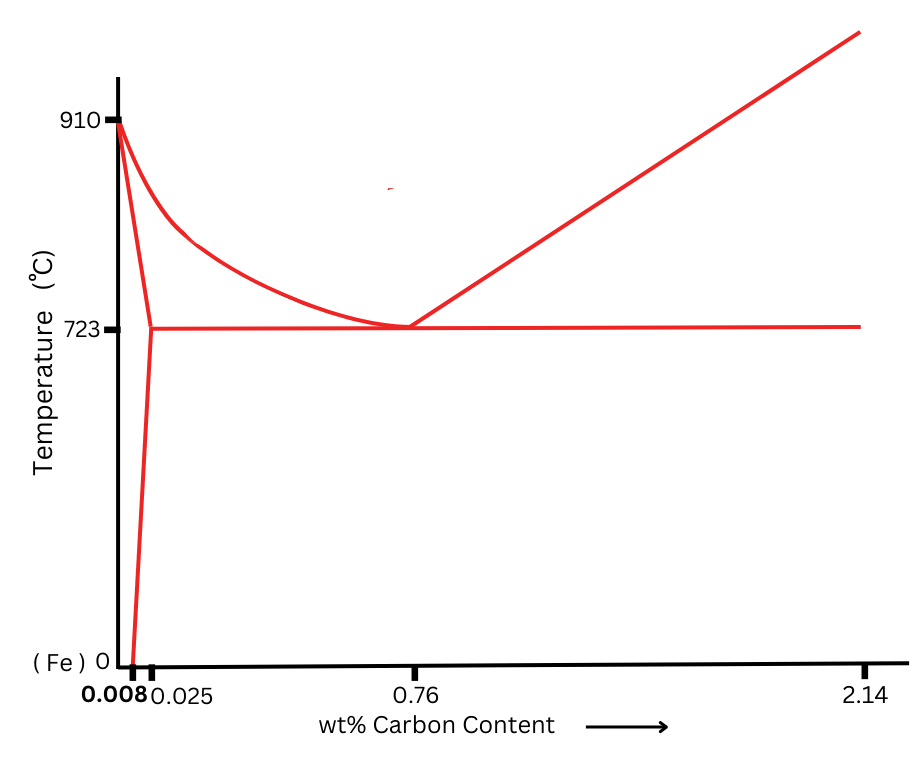 910
Temperature (°C)
723
(Fe) 0
0.008 0.025 0.76 2.14
wt% Carbon Content